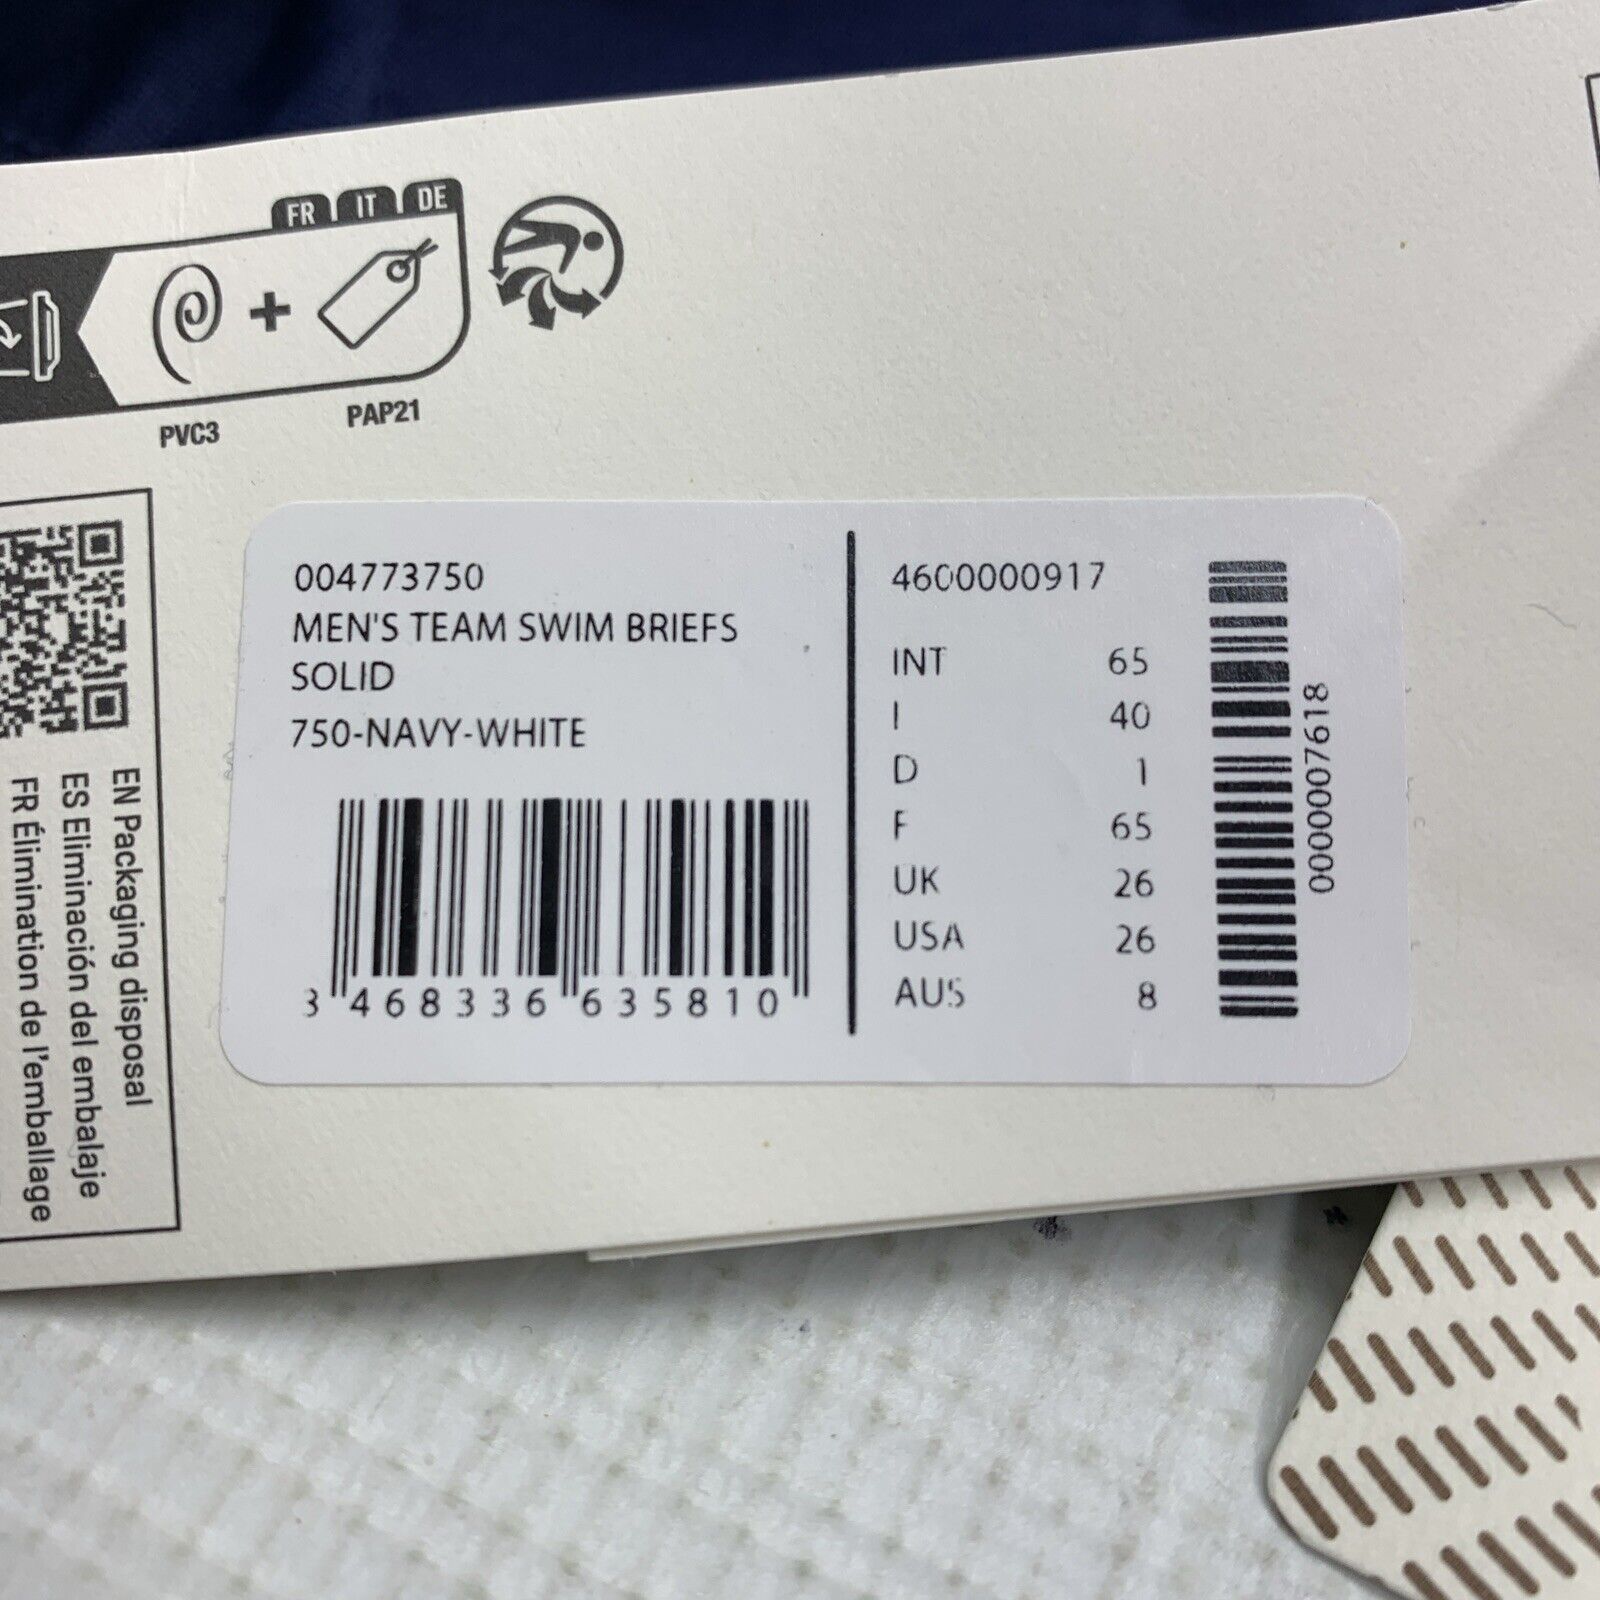 FR IT DE
PVC3
PAP21
004773750
MEN'S TEAM SWIM BRIEFS
SOLID
750-NAVY-WHITE
3 468336 635810
4600000917
INT 65
I 40
D 1
F 65
UK 26
USA 26
AUS 8
0000007618
EN Packaging disposal
ES Eliminación del embalaje
FR Élimination de l'emballage